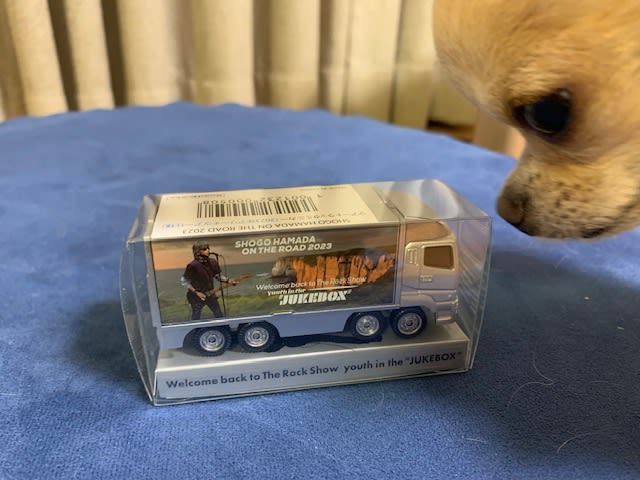 SHOGO HAMADA ON THE ROAD 2023
SHOGO HAMADA
ON THE ROAD 2023
Welcome back to The Rock Show
youth in the
"JUKEBOX"
Welcome back to The Rock Show youth in the "JUKEBOX"